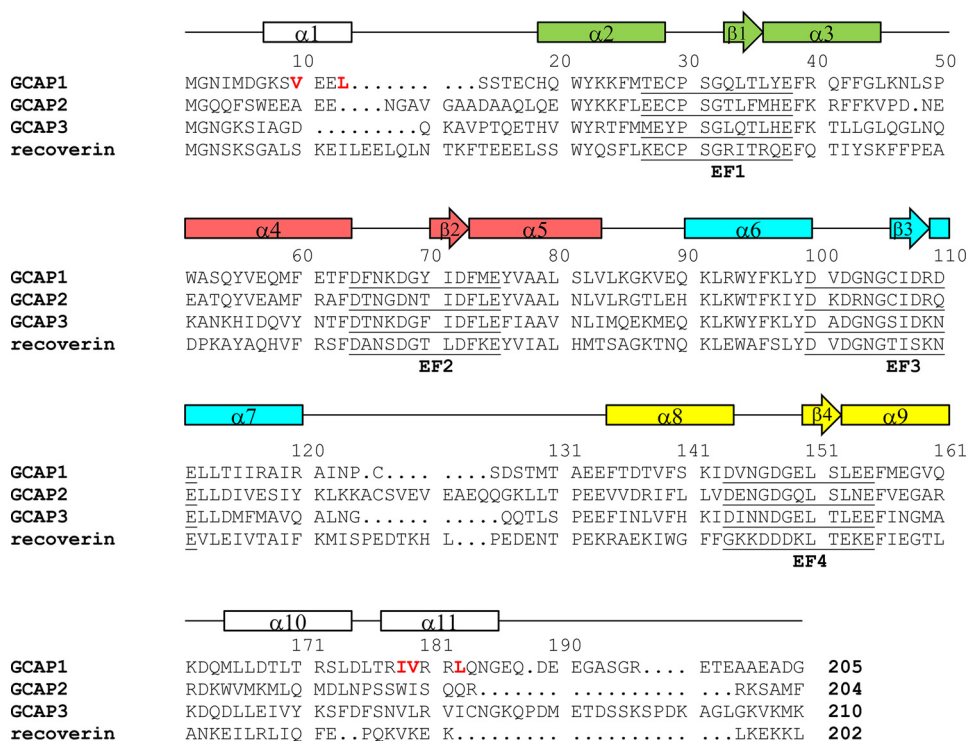 α1 α2 β1 α3
10 20 30 40 50
GCAP1 MGNIMDGKSV EEL....... ...SSTECHQ WYKKFMTECP SGQLTLYEFR QFFGLKNLSP
GCAP2 MGQQFSWEEA EE....NGAV GAADAAQLQE WYKKFLEECP SGTLFMHEFK RFFKVPD.NE
GCAP3 MGNGKSIAGD .........Q KAVPTQETHV WYRTFMMEYP SGLQTLHEFK TLLGLQGLNQ
recoverin MGNSKSGALS KEILEELQLN TKFTEEELSS WYQSFLKECP SGRITRQEFQ TIYSKFFPEA
EF1
α4 β2 α5 α6 β3
60 70 80 90 100 110
GCAP1 WASQYVEQMF ETFDFNKDGY IDFMEYVAAL SLVLKGKVEQ KLRWYFKLYD VDGNGCIDRD
GCAP2 EATQYVEAMF RAFDTNGDNT IDFLEYVAAL NLVLRGTLEH KLKWTFKIYD KDRNGCIDRQ
GCAP3 KANKHIDQVY NTFDTNKDGF IDFLEFIAAV NLIMQEKMEQ KLKWYFKLYD ADGNGSIDKN
recoverin DPKAYAQHVF RSFDANSDGT LDFKEYVIAL HMTSAGKTNQ KLEWAFSLYD VDGNGTISKN
EF2 EF3
α7 α8 β4 α9
120 131 141 151 161
GCAP1 ELLTIIRAIR AINP.C.... .....SDSTMT AEEFTDTVFS KIDVNGDGEL SLEEFMEGVQ
GCAP2 ELLDIVESIY KLKKACSVEV EAEQQGKLLT PEEVVDRIFL LVDENGDGQL SLNEFVEGAR
GCAP3 ELLDMFMAVQ ALNG...... .....QQTLS PEEFINLVFH KIDINNDGEL TLEEFINGMA
recoverin EVLEIVTAIF KMISPEDTKH L...PEDENT PEKRAEKIWG FFGKKDDDKL TEKEFIEGTL
EF4
α10 α11
171 181 190
GCAP1 KDQMLLDTLT RSLDLTRIVR RLQNGEQ.DE EGASGR.... ETEAAEADG 205
GCAP2 RDKWVMKMLQ MDLNPSSWIS QQR....... .......... ...RKSAMF 204
GCAP3 KDQDLLEIVY KSFDFSNVLR VICNGKQPDM ETDSSKSPDK AGLGKVKMK 210
recoverin ANKEILRLIQ FE..PQKVKE K......... .......... ...LKEKKL 202